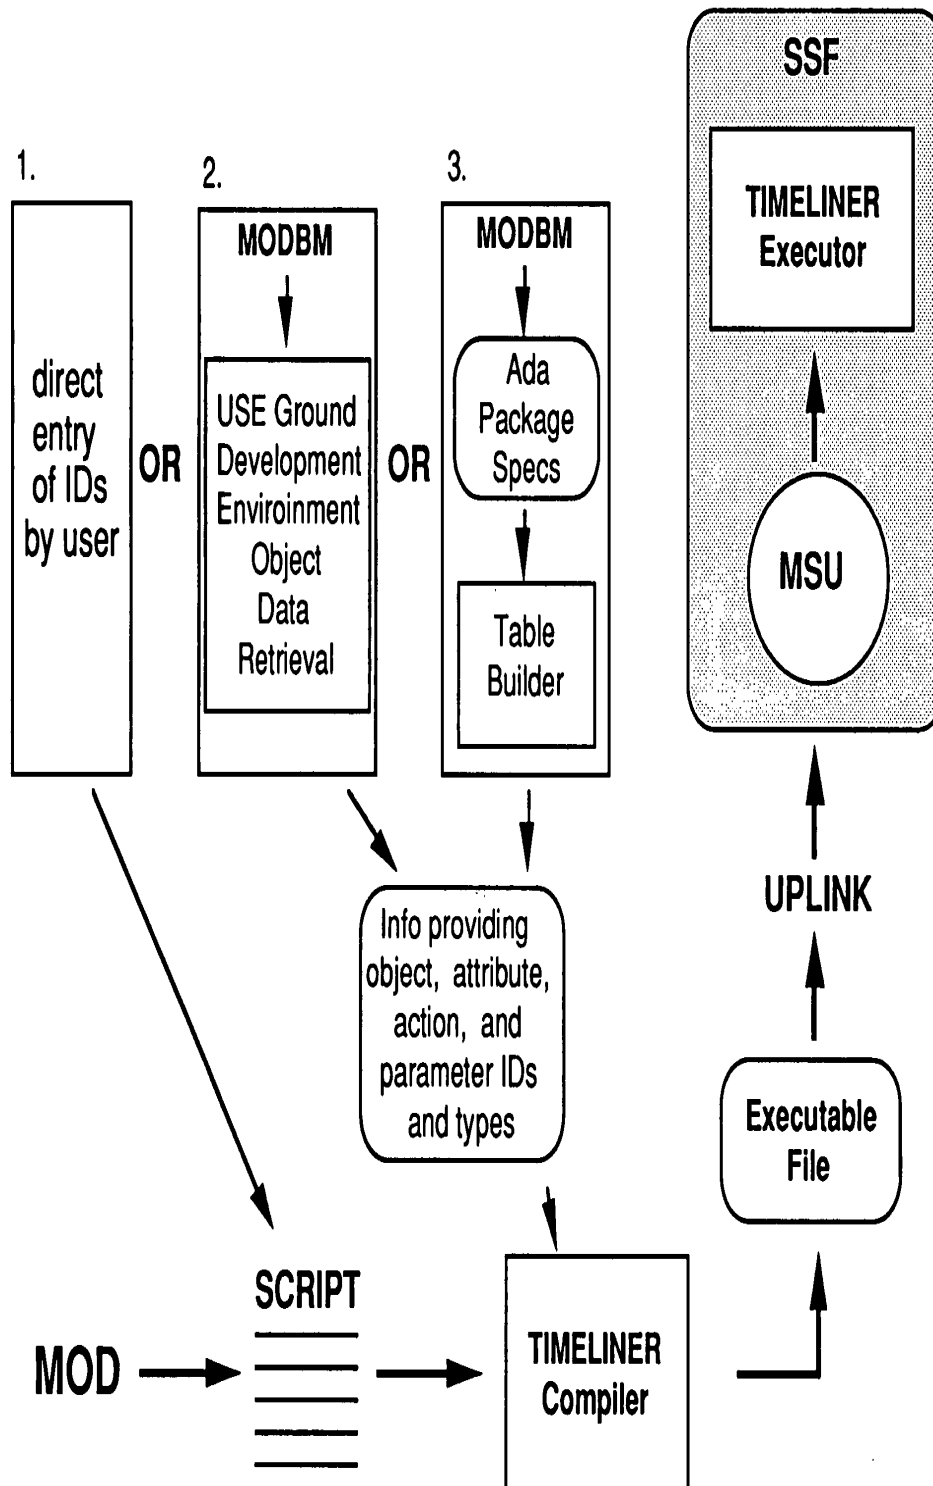 SSF
TIMELINER
Executor
MSU
1.
direct
entry
of IDs
by user
OR
2.
MODBM
USE Ground
Development
Enviroinment
Object
Data
Retrieval
OR
3.
MODBM
Ada
Package
Specs
Table
Builder
Info providing
object, attribute,
action, and
parameter IDs
and types
UPLINK
Executable
File
SCRIPT
MOD
TIMELINER
Compiler